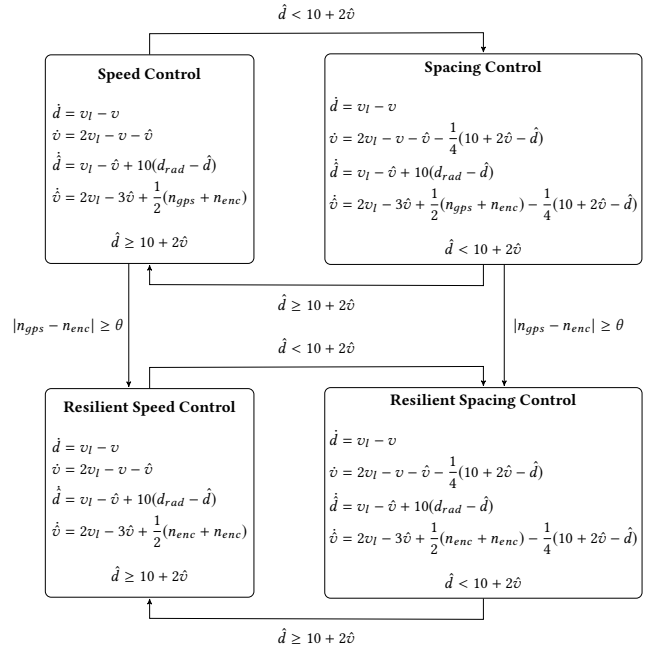 d̂ < 10 + 2v̂
Speed Control
ḋ = v_l − v
v̇ = 2v_l − v − v̂
d̂̇ = v_l − v̂ + 10(d_rad − d̂)
v̂̇ = 2v_l − 3v̂ + 1/2(n_gps + n_enc)
d̂ ≥ 10 + 2v̂
Spacing Control
ḋ = v_l − v
v̇ = 2v_l − v − v̂ − 1/4(10 + 2v̂ − d̂)
d̂̇ = v_l − v̂ + 10(d_rad − d̂)
v̂̇ = 2v_l − 3v̂ + 1/2(n_gps + n_enc) − 1/4(10 + 2v̂ − d̂)
d̂ < 10 + 2v̂
d̂ ≥ 10 + 2v̂
|n_gps − n_enc| ≥ θ
|n_gps − n_enc| ≥ θ
d̂ < 10 + 2v̂
Resilient Speed Control
ḋ = v_l − v
v̇ = 2v_l − v − v̂
d̂̇ = v_l − v̂ + 10(d_rad − d̂)
v̂̇ = 2v_l − 3v̂ + 1/2(n_enc + n_enc)
d̂ ≥ 10 + 2v̂
Resilient Spacing Control
ḋ = v_l − v
v̇ = 2v_l − v − v̂ − 1/4(10 + 2v̂ − d̂)
d̂̇ = v_l − v̂ + 10(d_rad − d̂)
v̂̇ = 2v_l − 3v̂ + 1/2(n_enc + n_enc) − 1/4(10 + 2v̂ − d̂)
d̂ < 10 + 2v̂
d̂ ≥ 10 + 2v̂